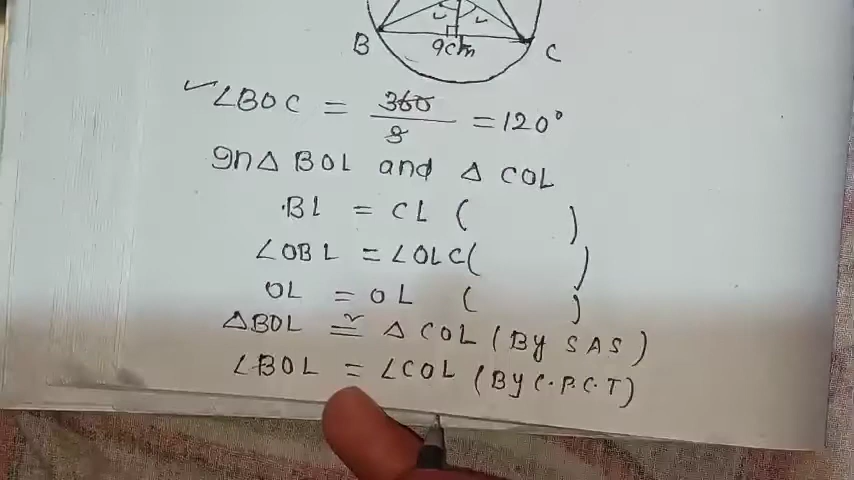 B 9cm C
∠BOC = 360/3 = 120°
In △ BOL and △ COL
BL = CL ( )
∠OBL = ∠OLC( )
OL = OL ( )
△BOL ≅ △ COL (By SAS)
∠BOL = ∠COL (By C.P.C.T)